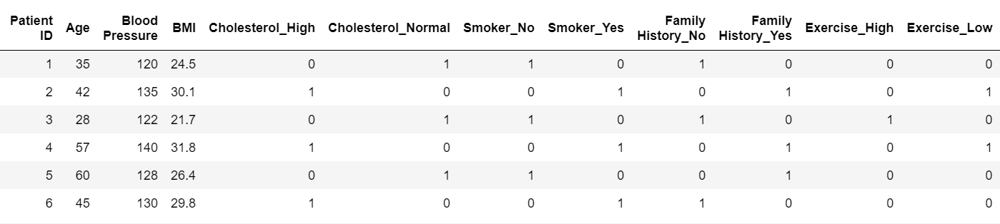 Patient ID Age Blood Pressure BMI Cholesterol_High Cholesterol_Normal Smoker_No Smoker_Yes Family History_No Family History_Yes Exercise_High Exercise_Low
1 35 120 24.5 0 1 1 0 1 0 0 0
2 42 135 30.1 1 0 0 1 0 1 0 1
3 28 122 21.7 0 1 1 0 1 0 1 0
4 57 140 31.8 1 0 0 1 0 1 0 1
5 60 128 26.4 0 1 1 0 0 1 0 0
6 45 130 29.8 1 0 0 1 1 0 0 0